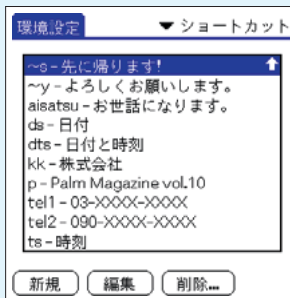 環境設定
▼ ショートカット
~s - 先に帰ります!
~y - よろしくお願いします。
aisatsu - お世話になります。
ds - 日付
dts - 日付と時刻
kk - 株式会社
p - Palm Magazine vol.10
tel1 - 03-XXXX-XXXX
tel2 - 090-XXXX-XXXX
ts - 時刻
新規 編集 削除...